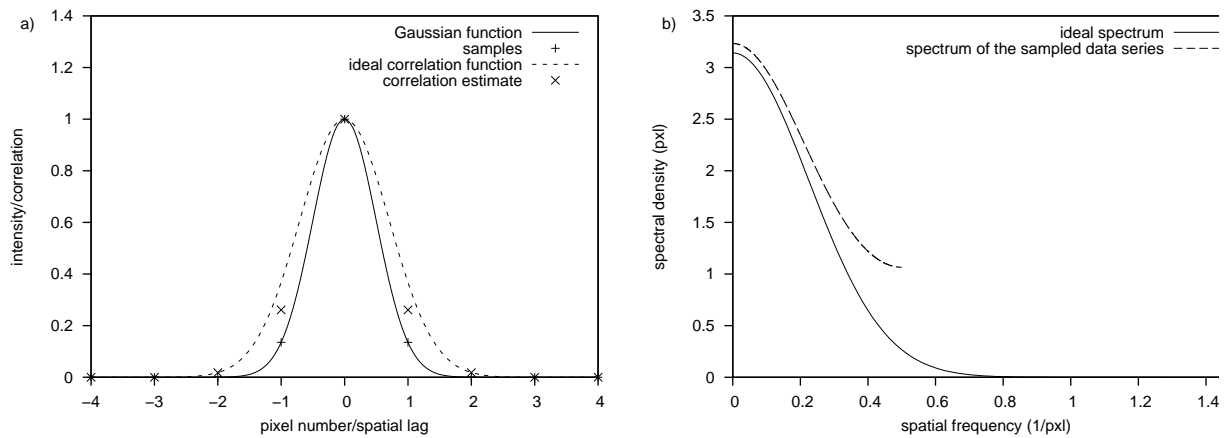 a)
1.4
1.2
1
0.8
0.6
0.4
0.2
0
intensity/correlation
Gaussian function
samples
ideal correlation function
correlation estimate
−4 −3 −2 −1 0 1 2 3 4
pixel number/spatial lag
b)
3.5
3
2.5
2
1.5
1
0.5
0
spectral density (pxl)
ideal spectrum
spectrum of the sampled data series
0 0.2 0.4 0.6 0.8 1 1.2 1.4
spatial frequency (1/pxl)